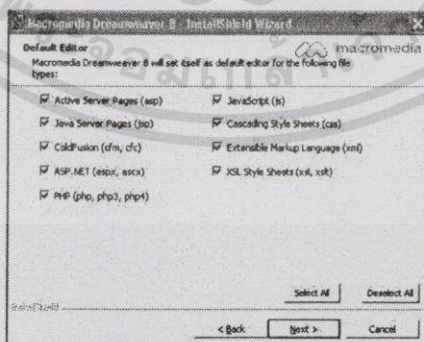 Macromedia Dreamweaver 8 - InstallShield Wizard
Default Editor
macromedia
Macromedia Dreamweaver 8 will set itself as default editor for the following file
types:
Active Server Pages (asp)
Java Server Pages (jsp)
ColdFusion (cfm, cfc)
ASP.NET (aspx, ascx)
PHP (php, php3, php4)
JavaScript (js)
Cascading Style Sheets (css)
Extensible Markup Language (xml)
XSL Style Sheets (xsl, xslt)
Select All
Deselect All
InstallShield
< Back
Next >
Cancel